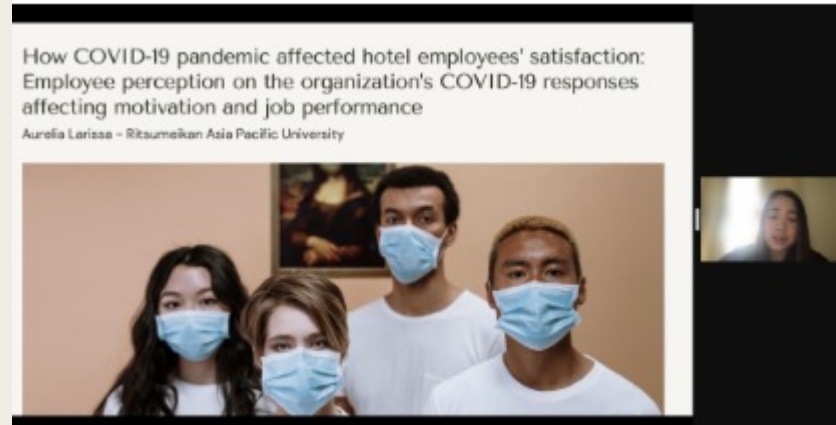 How COVID-19 pandemic affected hotel employees' satisfaction:
Employee perception on the organization's COVID-19 responses
affecting motivation and job performance
Aurelia Larissa - Ritsumeikan Asia Pacific University